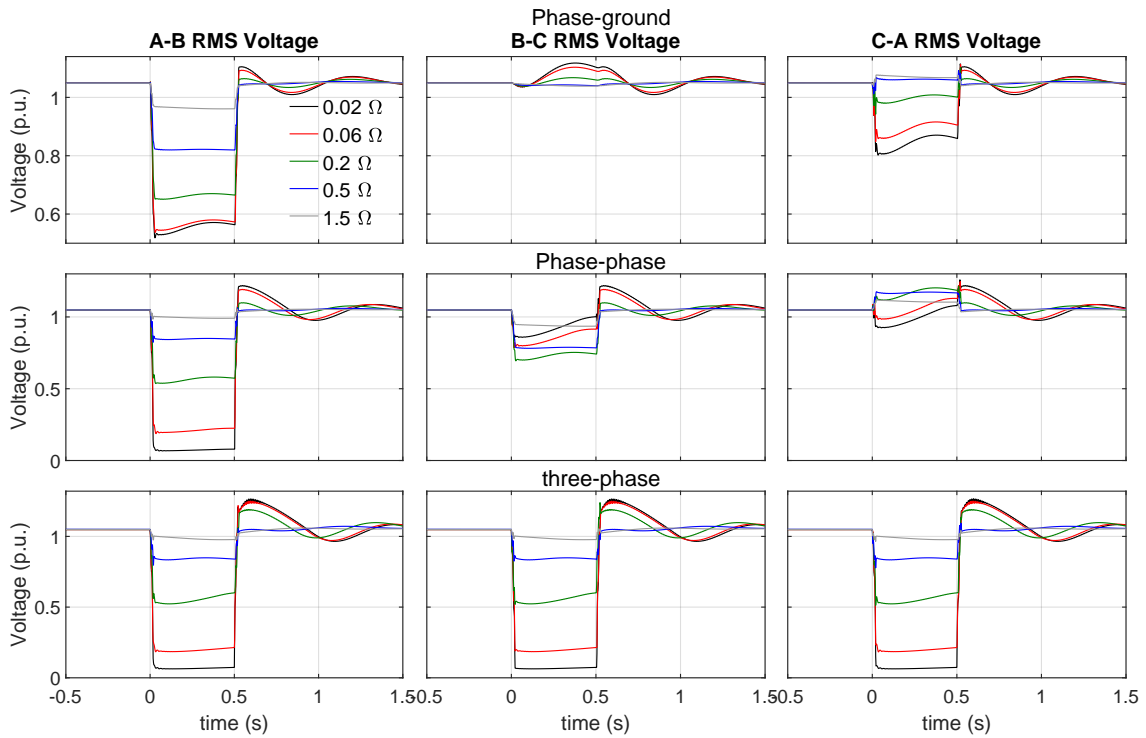 Phase-ground
A-B RMS Voltage
B-C RMS Voltage
C-A RMS Voltage
Voltage (p.u.)
1
0.8
0.6
0.02 Ω
0.06 Ω
0.2 Ω
0.5 Ω
1.5 Ω
Phase-phase
Voltage (p.u.)
1
0.5
0
three-phase
Voltage (p.u.)
1
0.5
0
-0.5 0 0.5 1 1.5
0 0.5 1 1.5
-0.5 0 0.5 1 1.5
time (s)
time (s)
time (s)